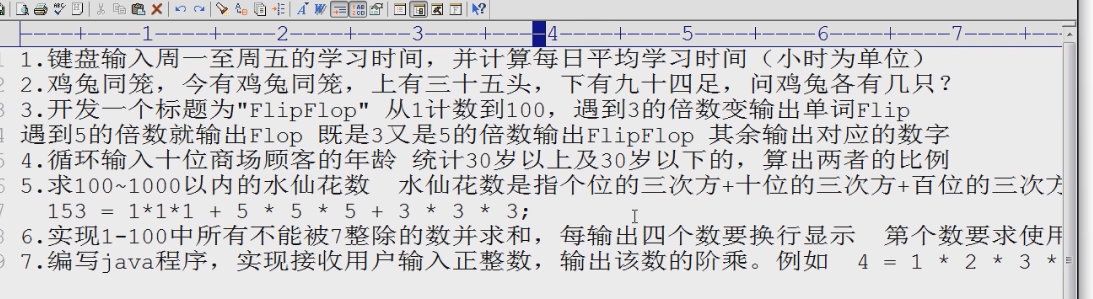 ----+----1----+----2----+----3----+----4----+----5----+----6----+----7----+--
1.键盘输入周一至周五的学习时间，并计算每日平均学习时间（小时为单位）
2.鸡兔同笼，今有鸡兔同笼，上有三十五头，下有九十四足，问鸡兔各有几只？
3.开发一个标题为"FlipFlop" 从1计数到100，遇到3的倍数变输出单词Flip
遇到5的倍数就输出Flop 既是3又是5的倍数输出FlipFlop 其余输出对应的数字
4.循环输入十位商场顾客的年龄 统计30岁以上及30岁以下的，算出两者的比例
5.求100~1000以内的水仙花数 水仙花数是指个位的三次方+十位的三次方+百位的三次方
153 = 1*1*1 + 5 * 5 * 5 + 3 * 3 * 3;
6.实现1-100中所有不能被7整除的数并求和，每输出四个数要换行显示 第个数要求使用
7.编写java程序，实现接收用户输入正整数，输出该数的阶乘。例如 4 = 1 * 2 * 3 *